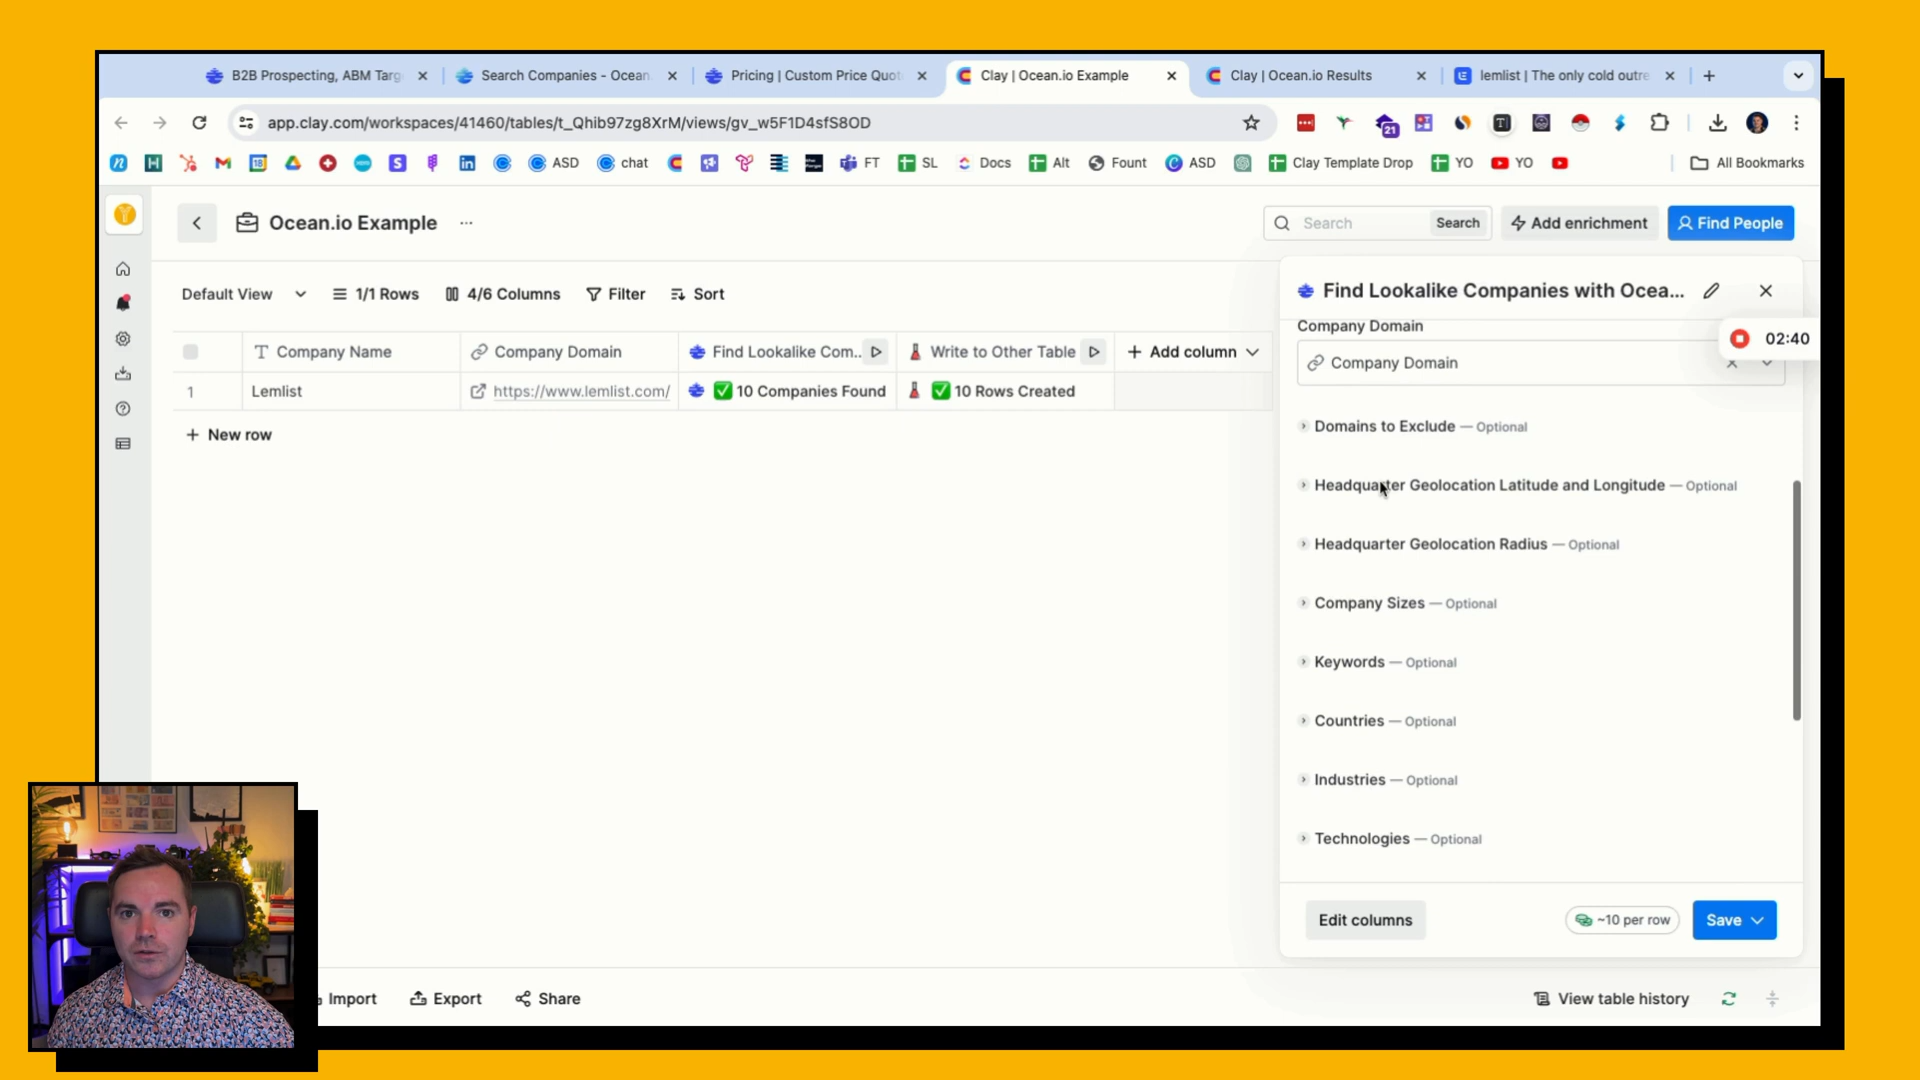 B2B Prospecting, ABM Targ
Search Companies - Ocean.
Pricing | Custom Price Quot
Clay | Ocean.io Example
Clay | Ocean.io Results
lemlist | The only cold outre
app.clay.com/workspaces/41460/tables/t_Qhib97zg8XrM/views/gv_w5F1D4sfS8OD
21
18
ASD
chat
FT
SL
Docs
Alt
Fount
ASD
Clay Template Drop
YO
YO
All Bookmarks
Ocean.io Example
Search
Search
Add enrichment
Find People
Default View
1/1 Rows
4/6 Columns
Filter
Sort
Company Name
Company Domain
Find Lookalike Com..
Write to Other Table
Add column
1
Lemlist
https://www.lemlist.com/
10 Companies Found
10 Rows Created
New row
Find Lookalike Companies with Ocea...
Company Domain
02:40
Company Domain
Domains to Exclude — Optional
Headquarter Geolocation Latitude and Longitude — Optional
Headquarter Geolocation Radius — Optional
Company Sizes — Optional
Keywords — Optional
Countries — Optional
Industries — Optional
Technologies — Optional
Edit columns
~10 per row
Save
Import
Export
Share
View table history